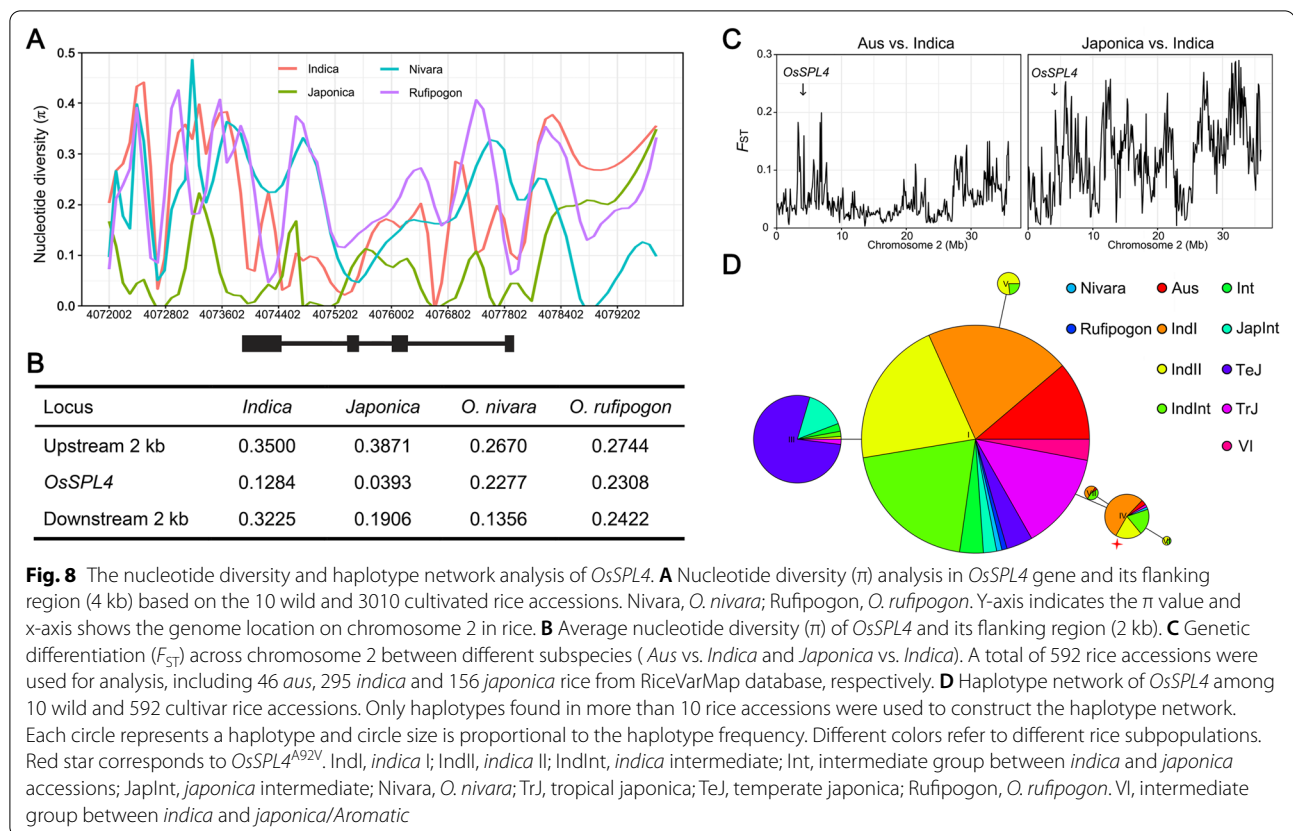 A
0.5
0.4
0.3
0.2
0.1
0.0
Nucleotide diversity (π)
Indica
Nivara
Japonica
Rufipogon
4072002 4072802 4073602 4074402 4075202 4076002 4076802 4077602 4078402 4079202
B
Locus Indica Japonica O. nivara O. rufipogon
Upstream 2 kb 0.3500 0.3871 0.2670 0.2744
OsSPL4 0.1284 0.0393 0.2277 0.2308
Downstream 2 kb 0.3225 0.1906 0.1356 0.2422
C
Aus vs. Indica
Japonica vs. Indica
0.3
0.2
0.1
0
FST
OsSPL4
OsSPL4
0 10 20 30
Chromosome 2 (Mb)
0 10 20 30
Chromosome 2 (Mb)
D
V
III
I
VII
IV
VI
Nivara Aus Int
Rufipogon IndI JapInt
IndII TeJ
IndInt TrJ
VI
Fig. 8 The nucleotide diversity and haplotype network analysis of OsSPL4. A Nucleotide diversity (π) analysis in OsSPL4 gene and its flanking
region (4 kb) based on the 10 wild and 3010 cultivated rice accessions. Nivara, O. nivara; Rufipogon, O. rufipogon. Y-axis indicates the π value and
x-axis shows the genome location on chromosome 2 in rice. B Average nucleotide diversity (π) of OsSPL4 and its flanking region (2 kb). C Genetic
differentiation (FST) across chromosome 2 between different subspecies ( Aus vs. Indica and Japonica vs. Indica). A total of 592 rice accessions were
used for analysis, including 46 aus, 295 indica and 156 japonica rice from RiceVarMap database, respectively. D Haplotype network of OsSPL4 among
10 wild and 592 cultivar rice accessions. Only haplotypes found in more than 10 rice accessions were used to construct the haplotype network.
Each circle represents a haplotype and circle size is proportional to the haplotype frequency. Different colors refer to different rice subpopulations.
Red star corresponds to OsSPL4A92V. IndI, indica I; IndII, indica II; IndInt, indica intermediate; Int, intermediate group between indica and japonica
accessions; JapInt, japonica intermediate; Nivara, O. nivara; TrJ, tropical japonica; TeJ, temperate japonica; Rufipogon, O. rufipogon. VI, intermediate
group between indica and japonica/Aromatic